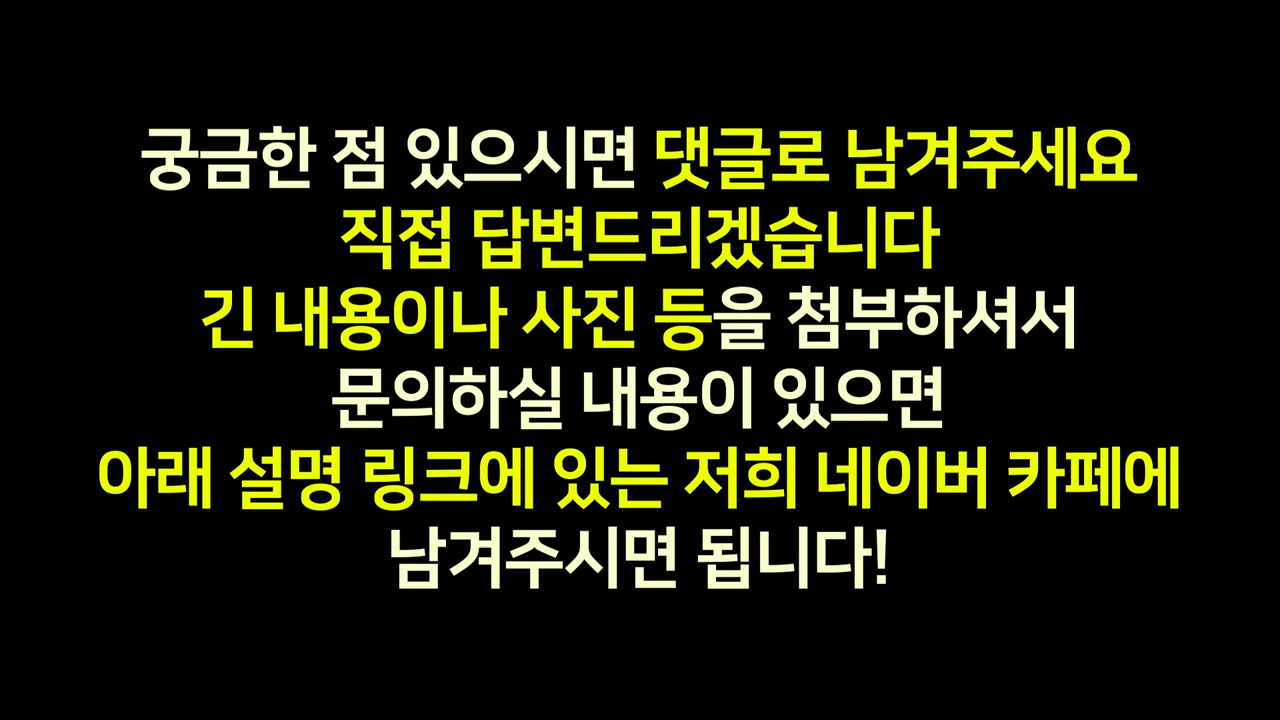 궁금한 점 있으시면 댓글로 남겨주세요
직접 답변드리겠습니다
긴 내용이나 사진 등을 첨부하셔서
문의하실 내용이 있으면
아래 설명 링크에 있는 저희 네이버 카페에
남겨주시면 됩니다!